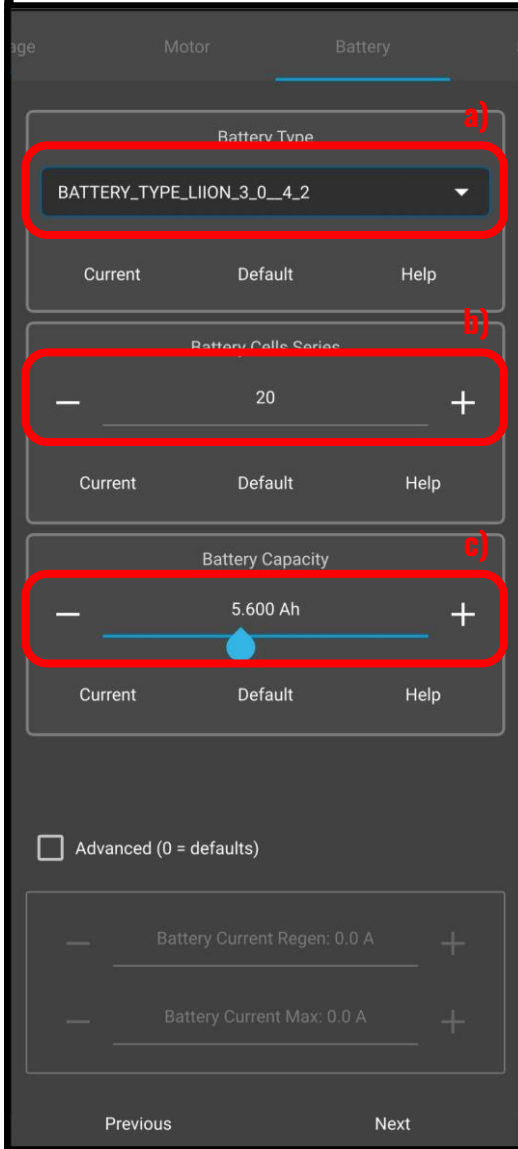 age Motor Battery
a)
Battery Type
BATTERY_TYPE_LIION_3_0__4_2
Current Default Help
b)
Battery Cells Series
— 20 +
Current Default Help
c)
Battery Capacity
— 5.600 Ah +
Current Default Help
Advanced (0 = defaults)
— Battery Current Regen: 0.0 A +
— Battery Current Max: 0.0 A +
Previous Next